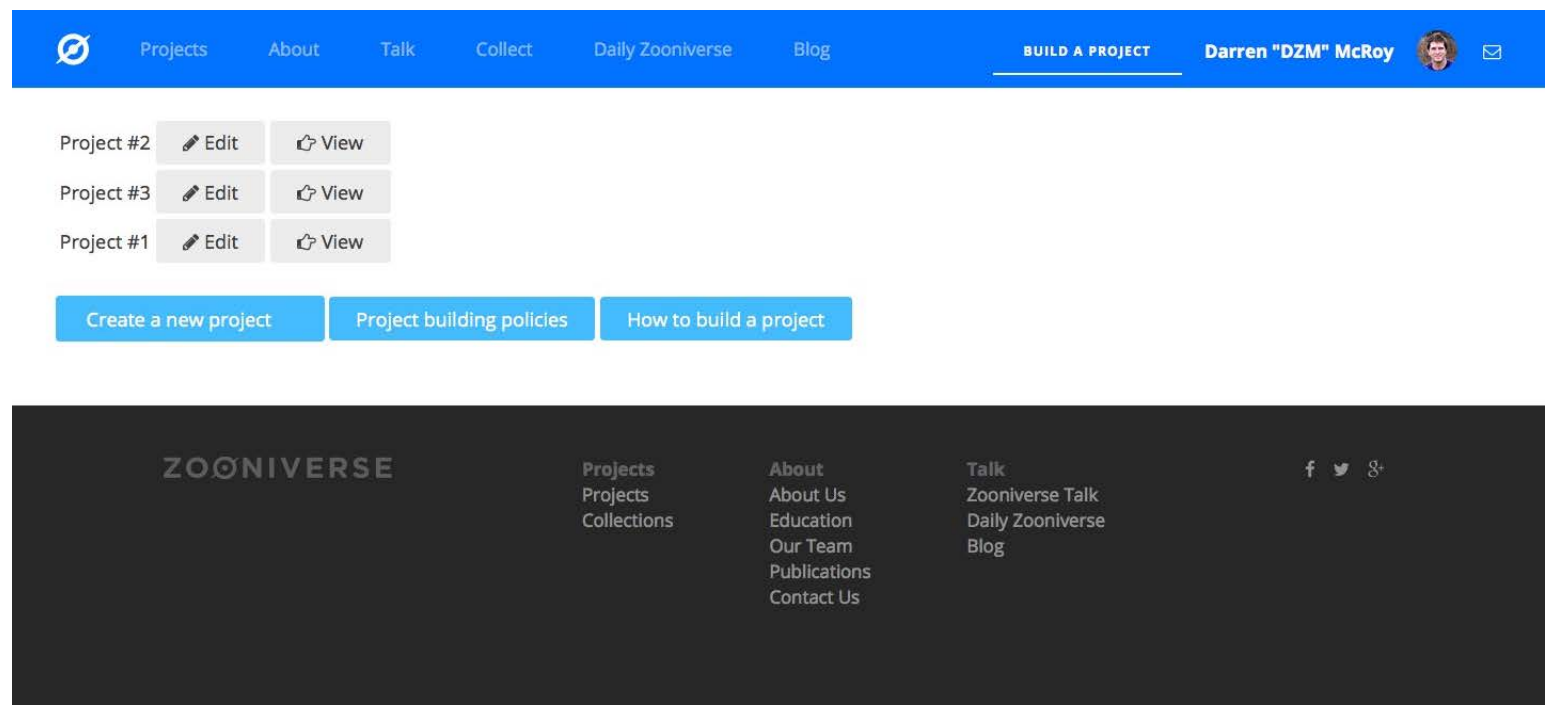 Projects About Talk Collect Daily Zooniverse Blog BUILD A PROJECT Darren "DZM" McRoy
Project #2 Edit View
Project #3 Edit View
Project #1 Edit View
Create a new project Project building policies How to build a project
ZOONIVERSE
Projects
Projects
Collections
About
About Us
Education
Our Team
Publications
Contact Us
Talk
Zooniverse Talk
Daily Zooniverse
Blog